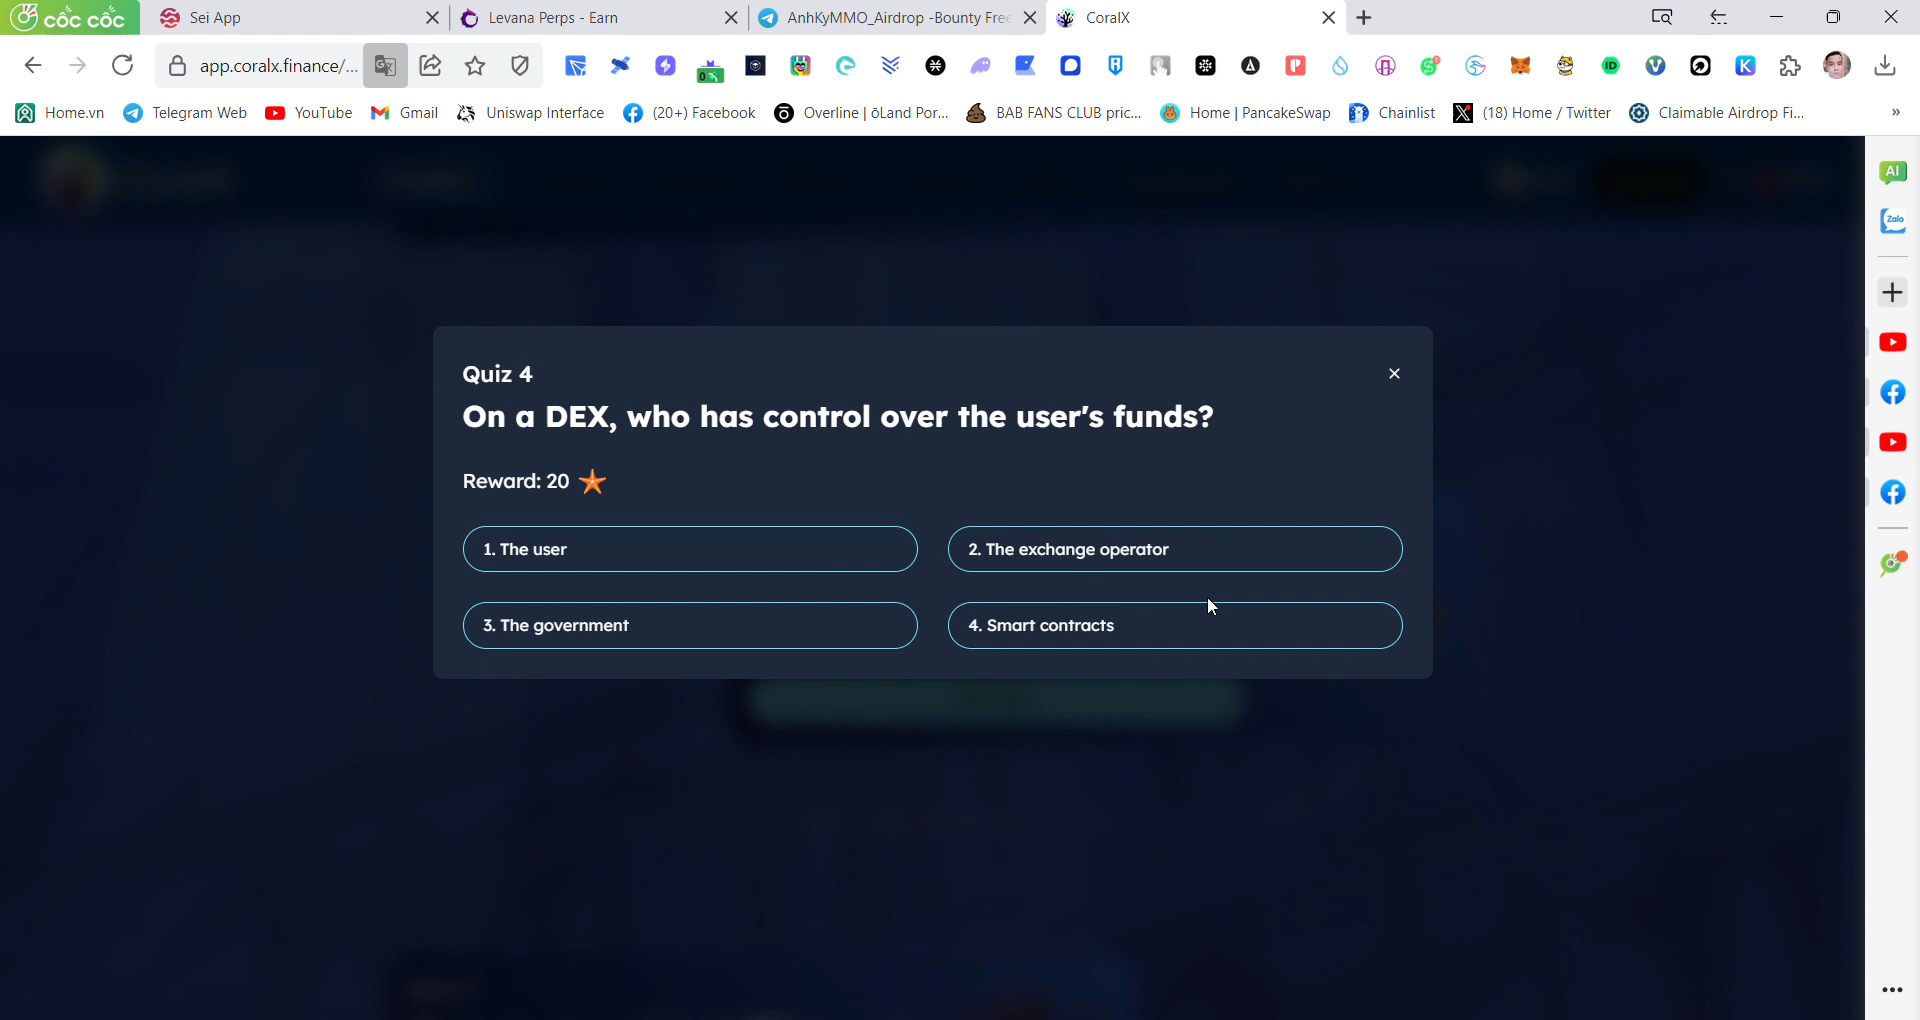 cốc cốc
Sei App
Levana Perps - Earn
AnhKyMMO_Airdrop -Bounty Free
CoralX
app.coralx.finance/...
Home.vn
Telegram Web
YouTube
Gmail
Uniswap Interface
(20+) Facebook
Overline | ōLand Por...
BAB FANS CLUB pric...
Home | PancakeSwap
Chainlist
(18) Home / Twitter
Claimable Airdrop Fi...
»
AI
Zalo
Quiz 4
On a DEX, who has control over the user's funds?
Reward: 20
1. The user
2. The exchange operator
3. The government
4. Smart contracts